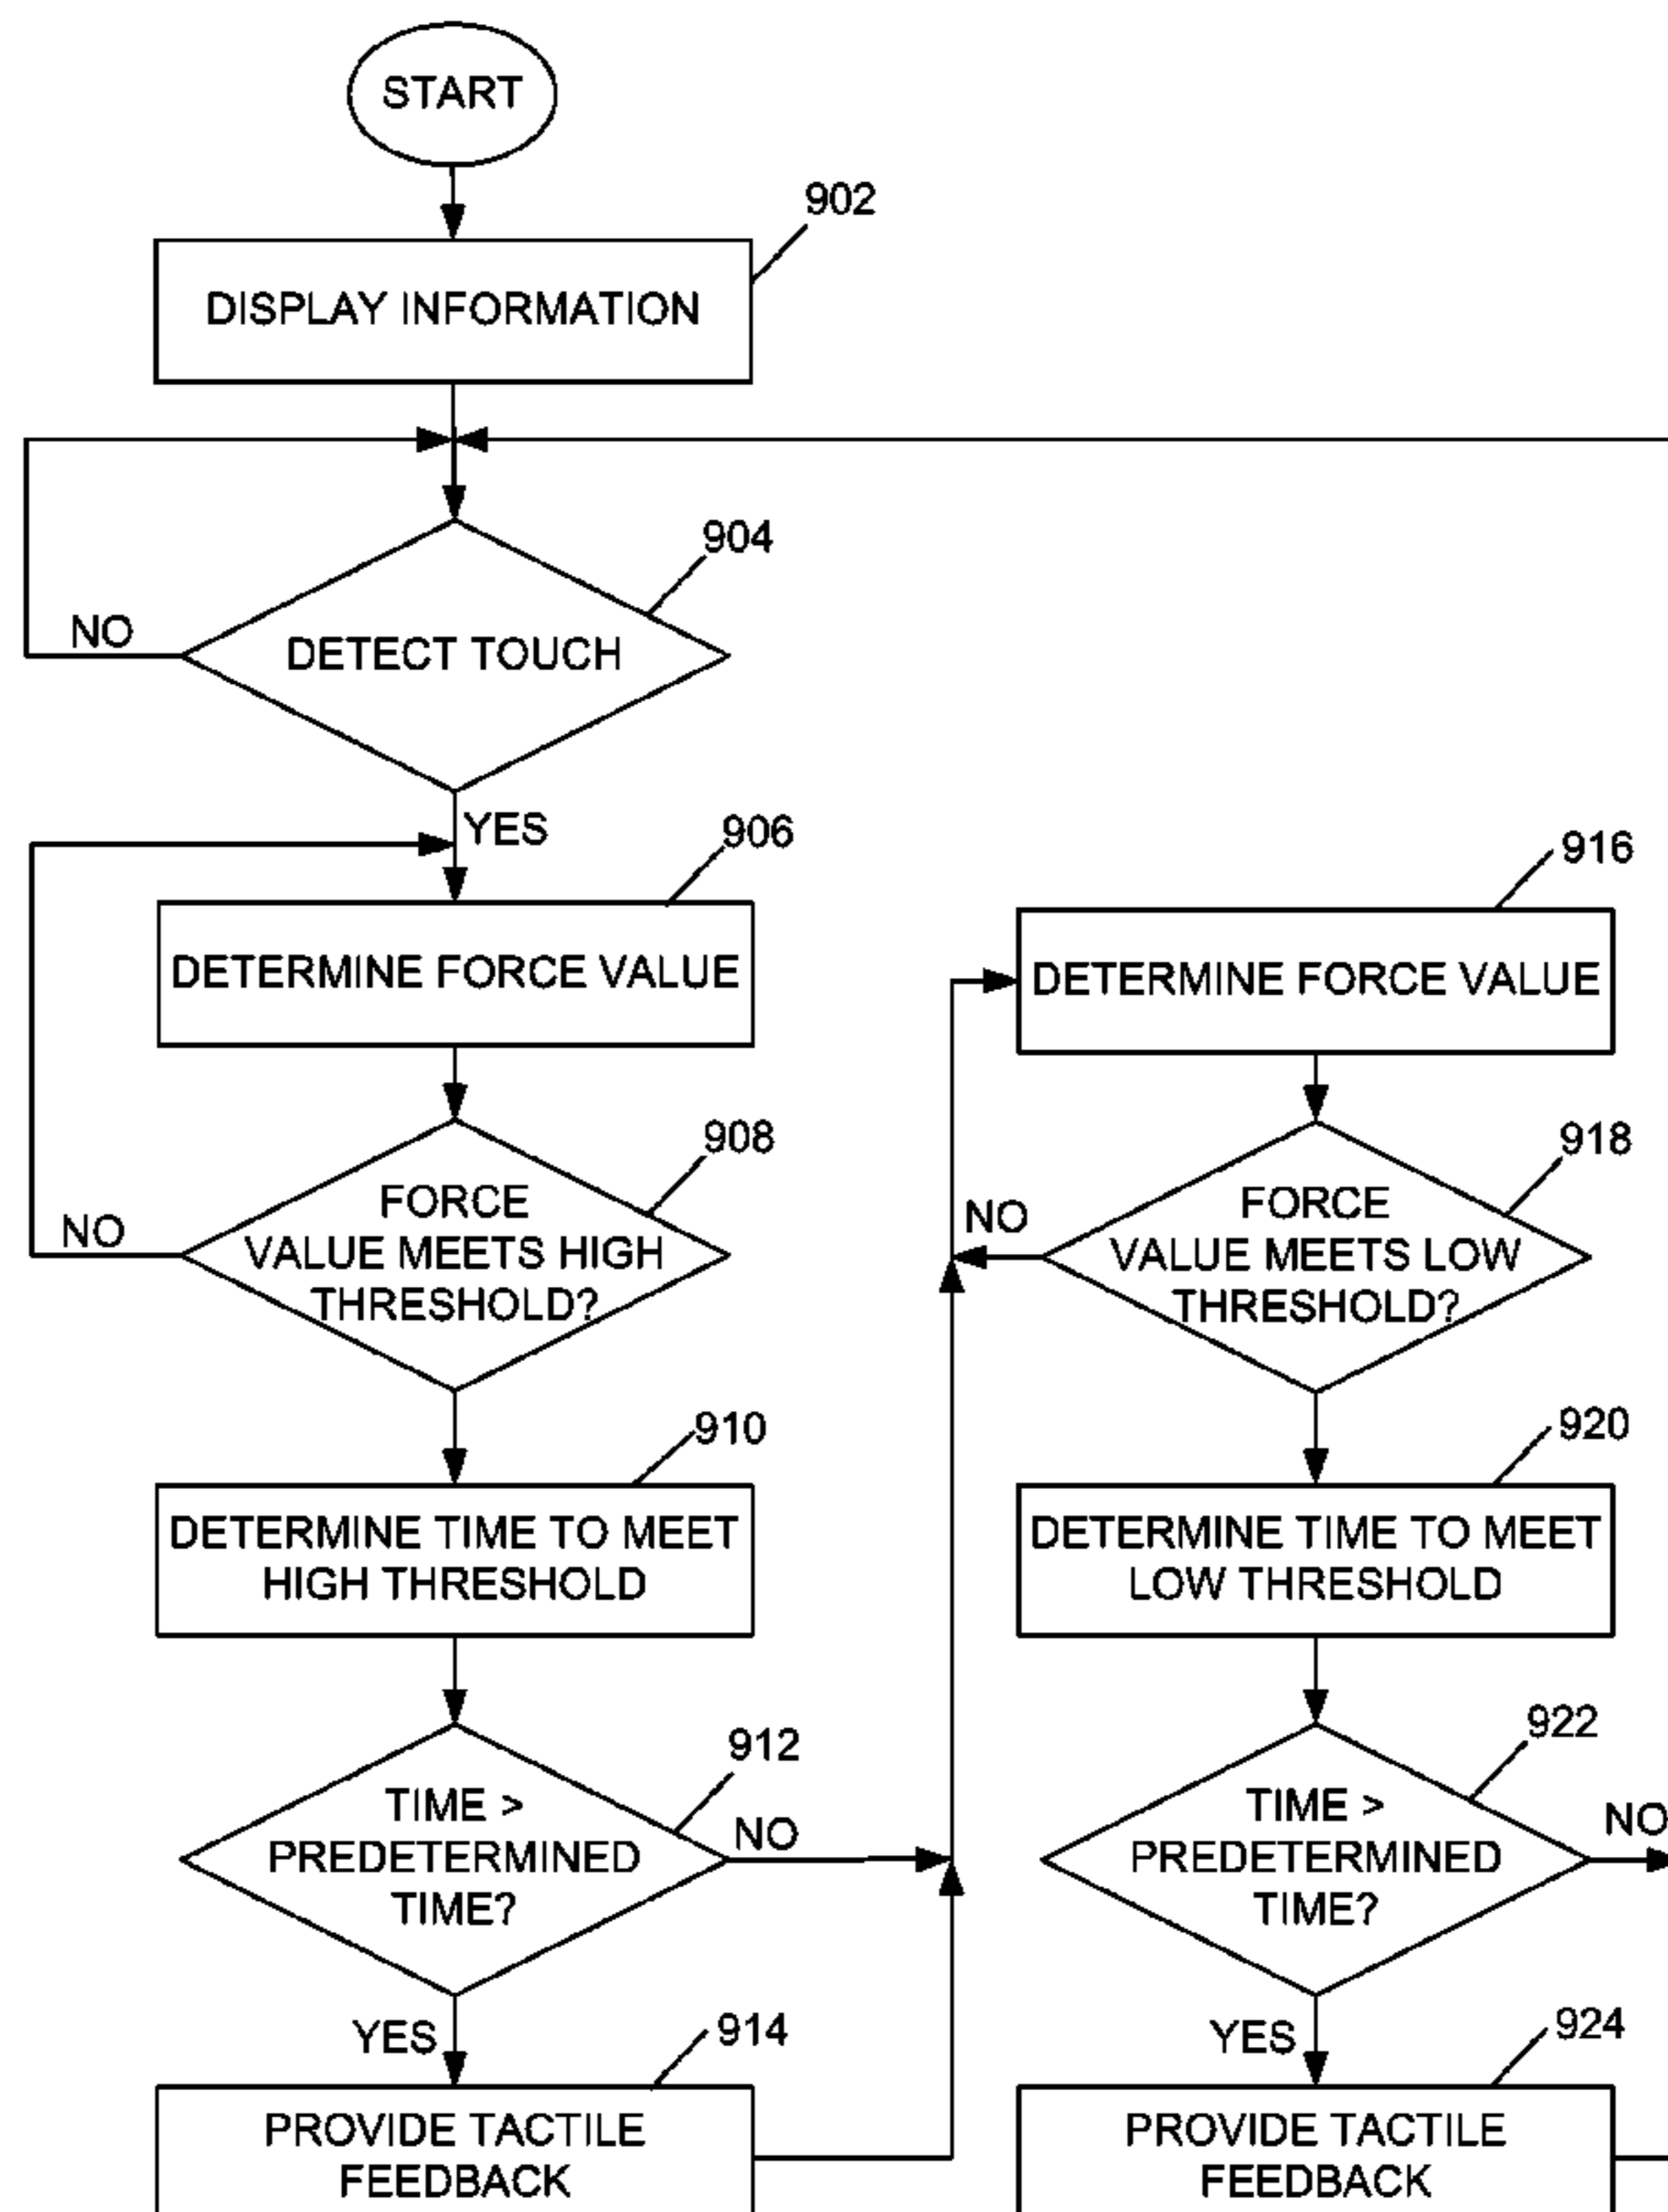 START
902
DISPLAY INFORMATION
904
DETECT TOUCH
NO
YES
906
DETERMINE FORCE VALUE
908
FORCE
VALUE MEETS HIGH
THRESHOLD?
NO
910
DETERMINE TIME TO MEET
HIGH THRESHOLD
912
TIME >
PREDETERMINED
TIME?
NO
YES
914
PROVIDE TACTILE
FEEDBACK
916
DETERMINE FORCE VALUE
918
FORCE
VALUE MEETS LOW
THRESHOLD?
NO
920
DETERMINE TIME TO MEET
LOW THRESHOLD
922
TIME >
PREDETERMINED
TIME?
NO
YES
924
PROVIDE TACTILE
FEEDBACK